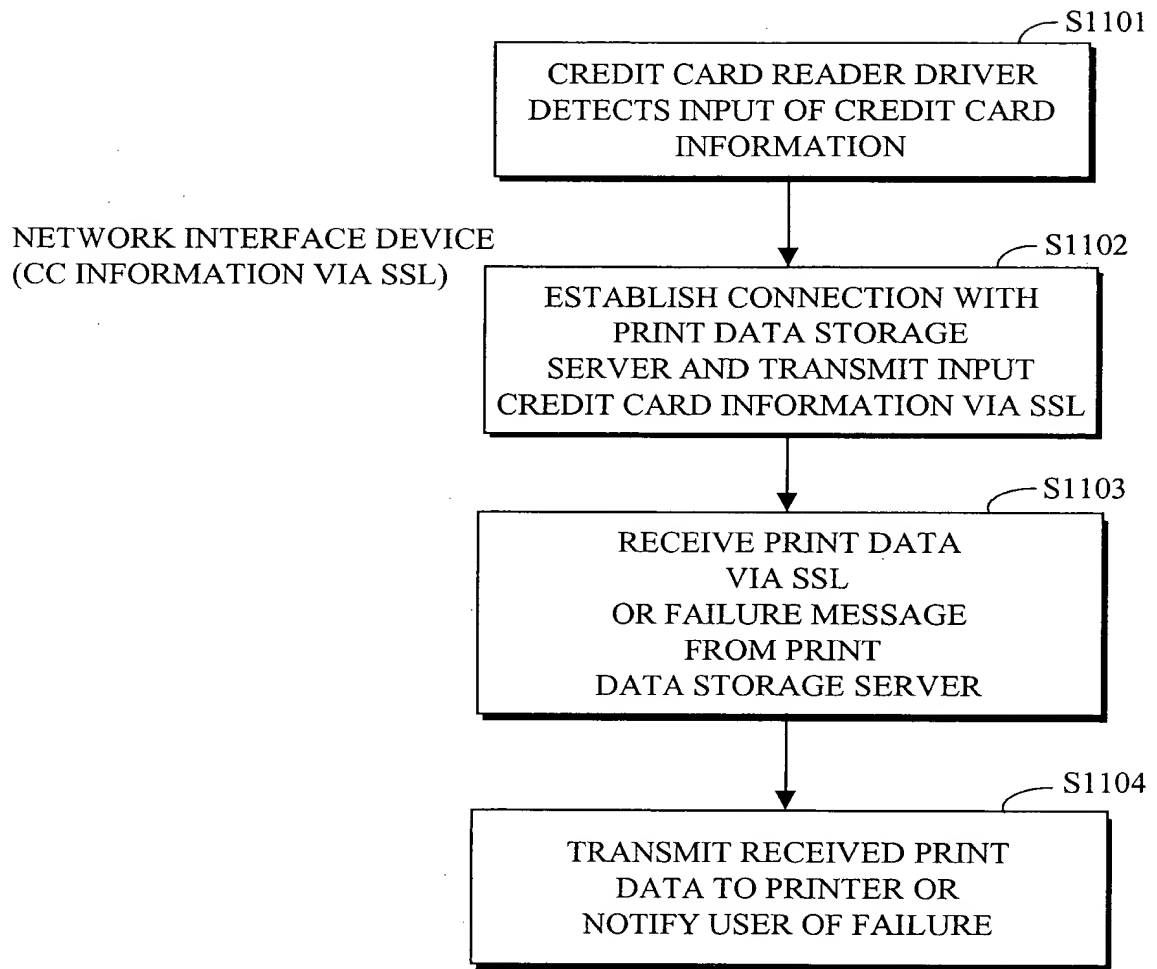 S1101
CREDIT CARD READER DRIVER
DETECTS INPUT OF CREDIT CARD
INFORMATION
NETWORK INTERFACE DEVICE
(CC INFORMATION VIA SSL)
S1102
ESTABLISH CONNECTION WITH
PRINT DATA STORAGE
SERVER AND TRANSMIT INPUT
CREDIT CARD INFORMATION VIA SSL
S1103
RECEIVE PRINT DATA
VIA SSL
OR FAILURE MESSAGE
FROM PRINT
DATA STORAGE SERVER
S1104
TRANSMIT RECEIVED PRINT
DATA TO PRINTER OR
NOTIFY USER OF FAILURE